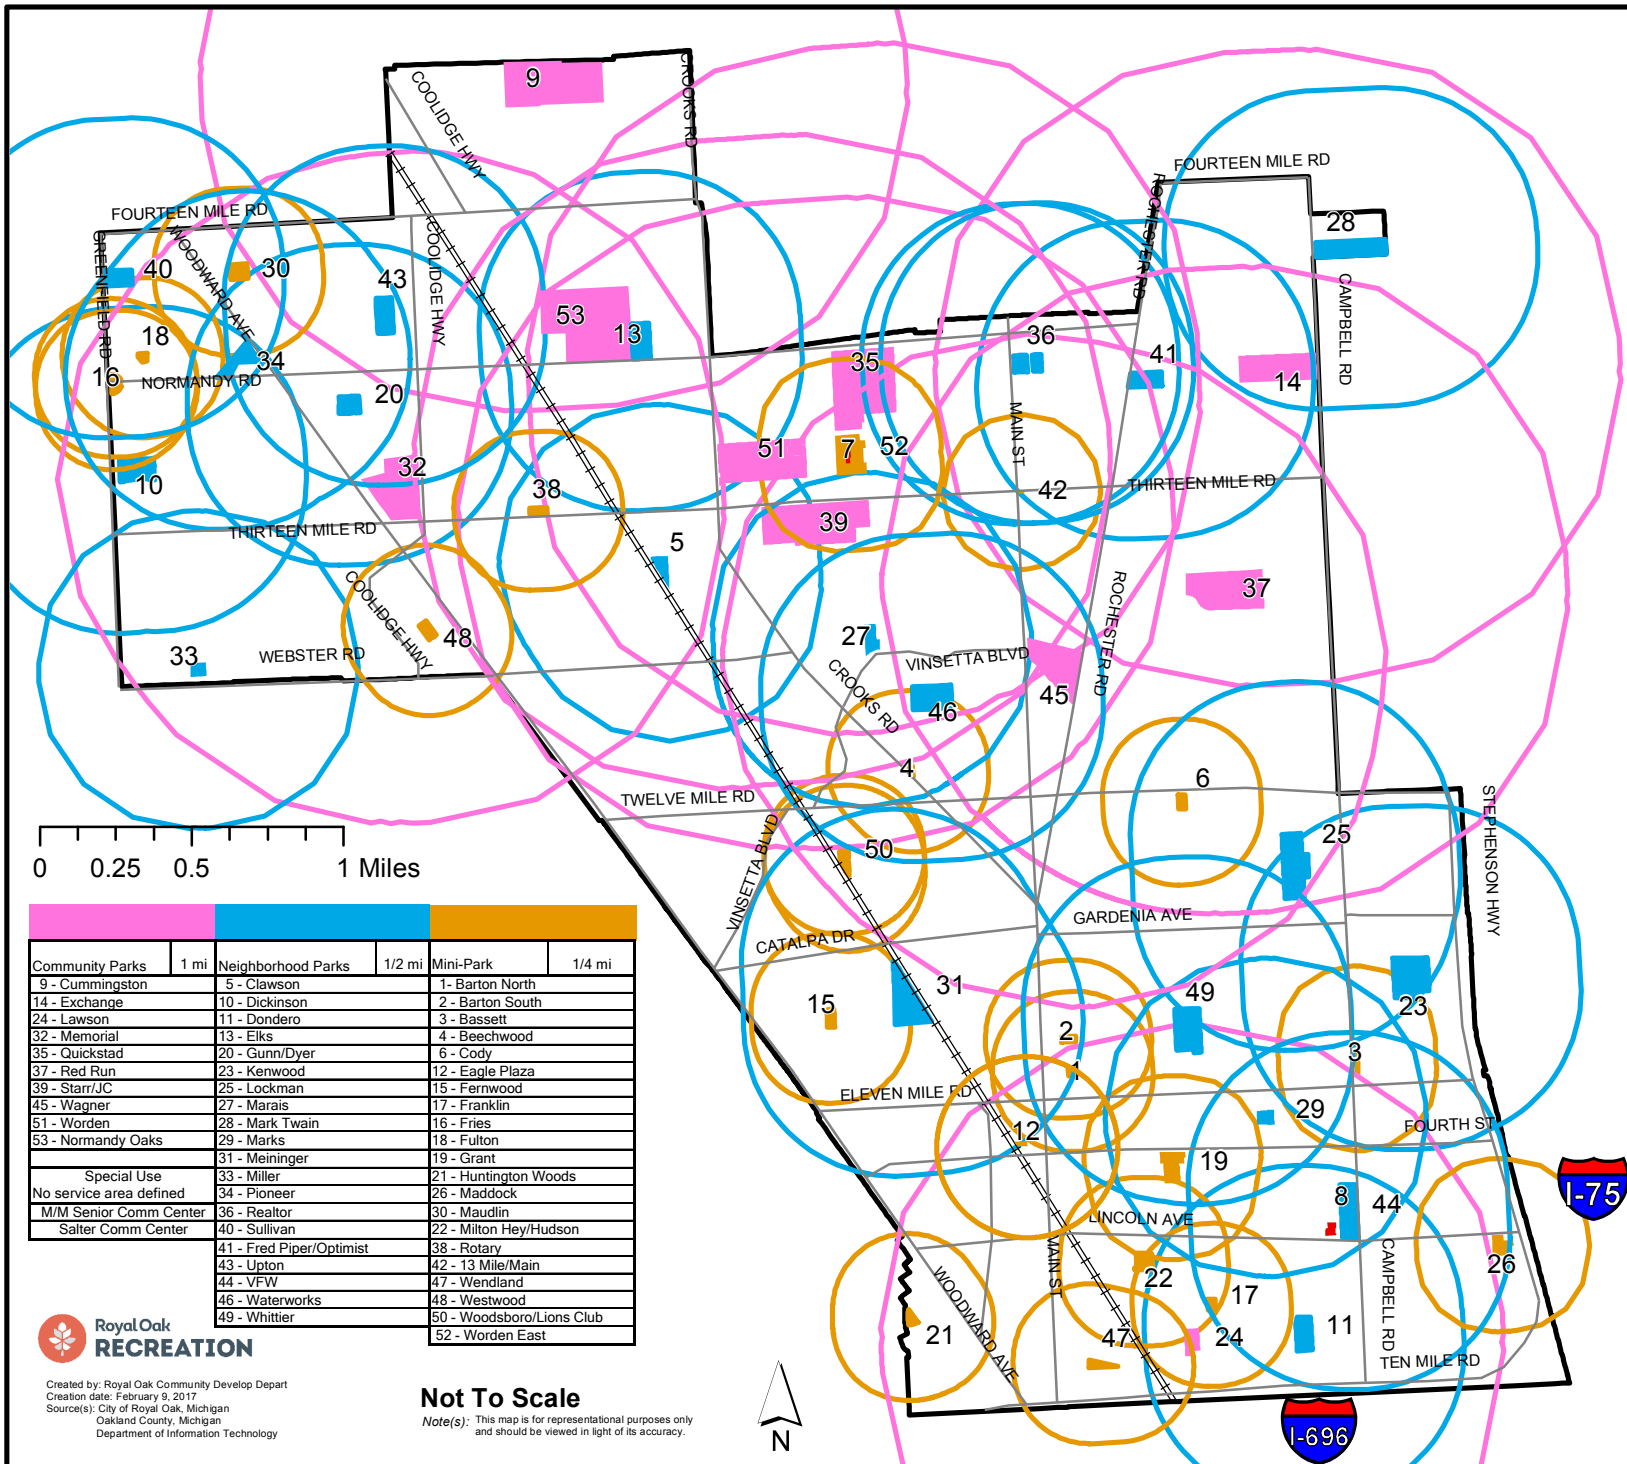 9
COOLIDGE HWY
CROOKS RD
FOURTEEN MILE RD
FOURTEEN MILE RD
ROCHESTER RD
28
GREENFIELD RD
WOODWARD AVE
COOLIDGE HWY
40
30
43
CAMPBELL RD
18
34
53
13
36
41
35
16
NORMANDY RD
20
14
MAIN ST
10
32
38
51
7
52
42
THIRTEEN MILE RD
THIRTEEN MILE RD
39
5
37
COOLIDGE HWY
ROCHESTER RD
48
33
WEBSTER RD
27
VINSETTA BLVD
CROOKS RD
45
46
4
6
TWELVE MILE RD
STEPHENSON HWY
VINSETTA BLVD
50
25
0 0.25 0.5 1 Miles
GARDENIA AVE
CATALPA DR
31
15
49
23
2
1
3
ELEVEN MILE RD
29
FOURTH ST
12
19
8
44
I-75
LINCOLN AVE
MAIN ST
22
26
WOODWARD AVE
CAMPBELL RD
17
21
47
24
11
TEN MILE RD
I-696
Community Parks 1 mi Neighborhood Parks 1/2 mi Mini-Park 1/4 mi
9 - Cummingston 5 - Clawson 1- Barton North
14 - Exchange 10 - Dickinson 2 - Barton South
24 - Lawson 11 - Dondero 3 - Bassett
32 - Memorial 13 - Elks 4 - Beechwood
35 - Quickstad 20 - Gunn/Dyer 6 - Cody
37 - Red Run 23 - Kenwood 12 - Eagle Plaza
39 - Starr/JC 25 - Lockman 15 - Fernwood
45 - Wagner 27 - Marais 17 - Franklin
51 - Worden 28 - Mark Twain 16 - Fries
53 - Normandy Oaks 29 - Marks 18 - Fulton
31 - Meininger 19 - Grant
Special Use 33 - Miller 21 - Huntington Woods
No service area defined 34 - Pioneer 26 - Maddock
M/M Senior Comm Center 36 - Realtor 30 - Maudlin
Salter Comm Center 40 - Sullivan 22 - Milton Hey/Hudson
41 - Fred Piper/Optimist 38 - Rotary
43 - Upton 42 - 13 Mile/Main
44 - VFW 47 - Wendland
46 - Waterworks 48 - Westwood
49 - Whittier 50 - Woodsboro/Lions Club
52 - Worden East
Royal Oak
RECREATION
Created by: Royal Oak Community Develop Depart
Creation date: February 9, 2017
Source(s): City of Royal Oak, Michigan
Oakland County, Michigan
Department of Information Technology
Not To Scale
Note(s): This map is for representational purposes only
and should be viewed in light of its accuracy.
N